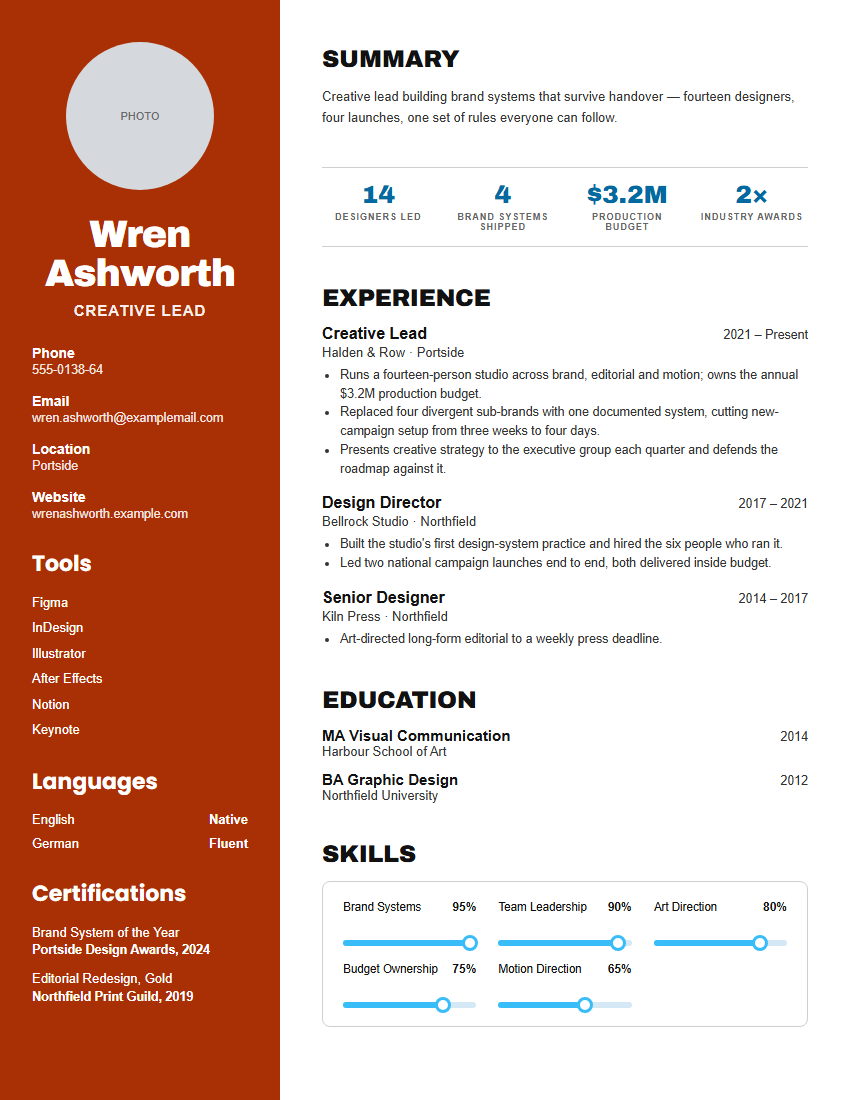 PHOTO
Wren
Ashworth
CREATIVE LEAD
Phone
555-0138-64
Email
wren.ashworth@examplemail.com
Location
Portside
Website
wrenashworth.example.com
Tools
Figma
InDesign
Illustrator
After Effects
Notion
Keynote
Languages
English Native
German Fluent
Certifications
Brand System of the Year
Portside Design Awards, 2024
Editorial Redesign, Gold
Northfield Print Guild, 2019
SUMMARY
Creative lead building brand systems that survive handover — fourteen designers,
four launches, one set of rules everyone can follow.
14 4 $3.2M 2×
DESIGNERS LED BRAND SYSTEMS PRODUCTION INDUSTRY AWARDS
SHIPPED BUDGET
EXPERIENCE
Creative Lead 2021 – Present
Halden & Row · Portside
• Runs a fourteen-person studio across brand, editorial and motion; owns the annual
$3.2M production budget.
• Replaced four divergent sub-brands with one documented system, cutting new-
campaign setup from three weeks to four days.
• Presents creative strategy to the executive group each quarter and defends the
roadmap against it.
Design Director 2017 – 2021
Bellrock Studio · Northfield
• Built the studio's first design-system practice and hired the six people who ran it.
• Led two national campaign launches end to end, both delivered inside budget.
Senior Designer 2014 – 2017
Kiln Press · Northfield
• Art-directed long-form editorial to a weekly press deadline.
EDUCATION
MA Visual Communication 2014
Harbour School of Art
BA Graphic Design 2012
Northfield University
SKILLS
Brand Systems 95% Team Leadership 90% Art Direction 80%
Budget Ownership 75% Motion Direction 65%